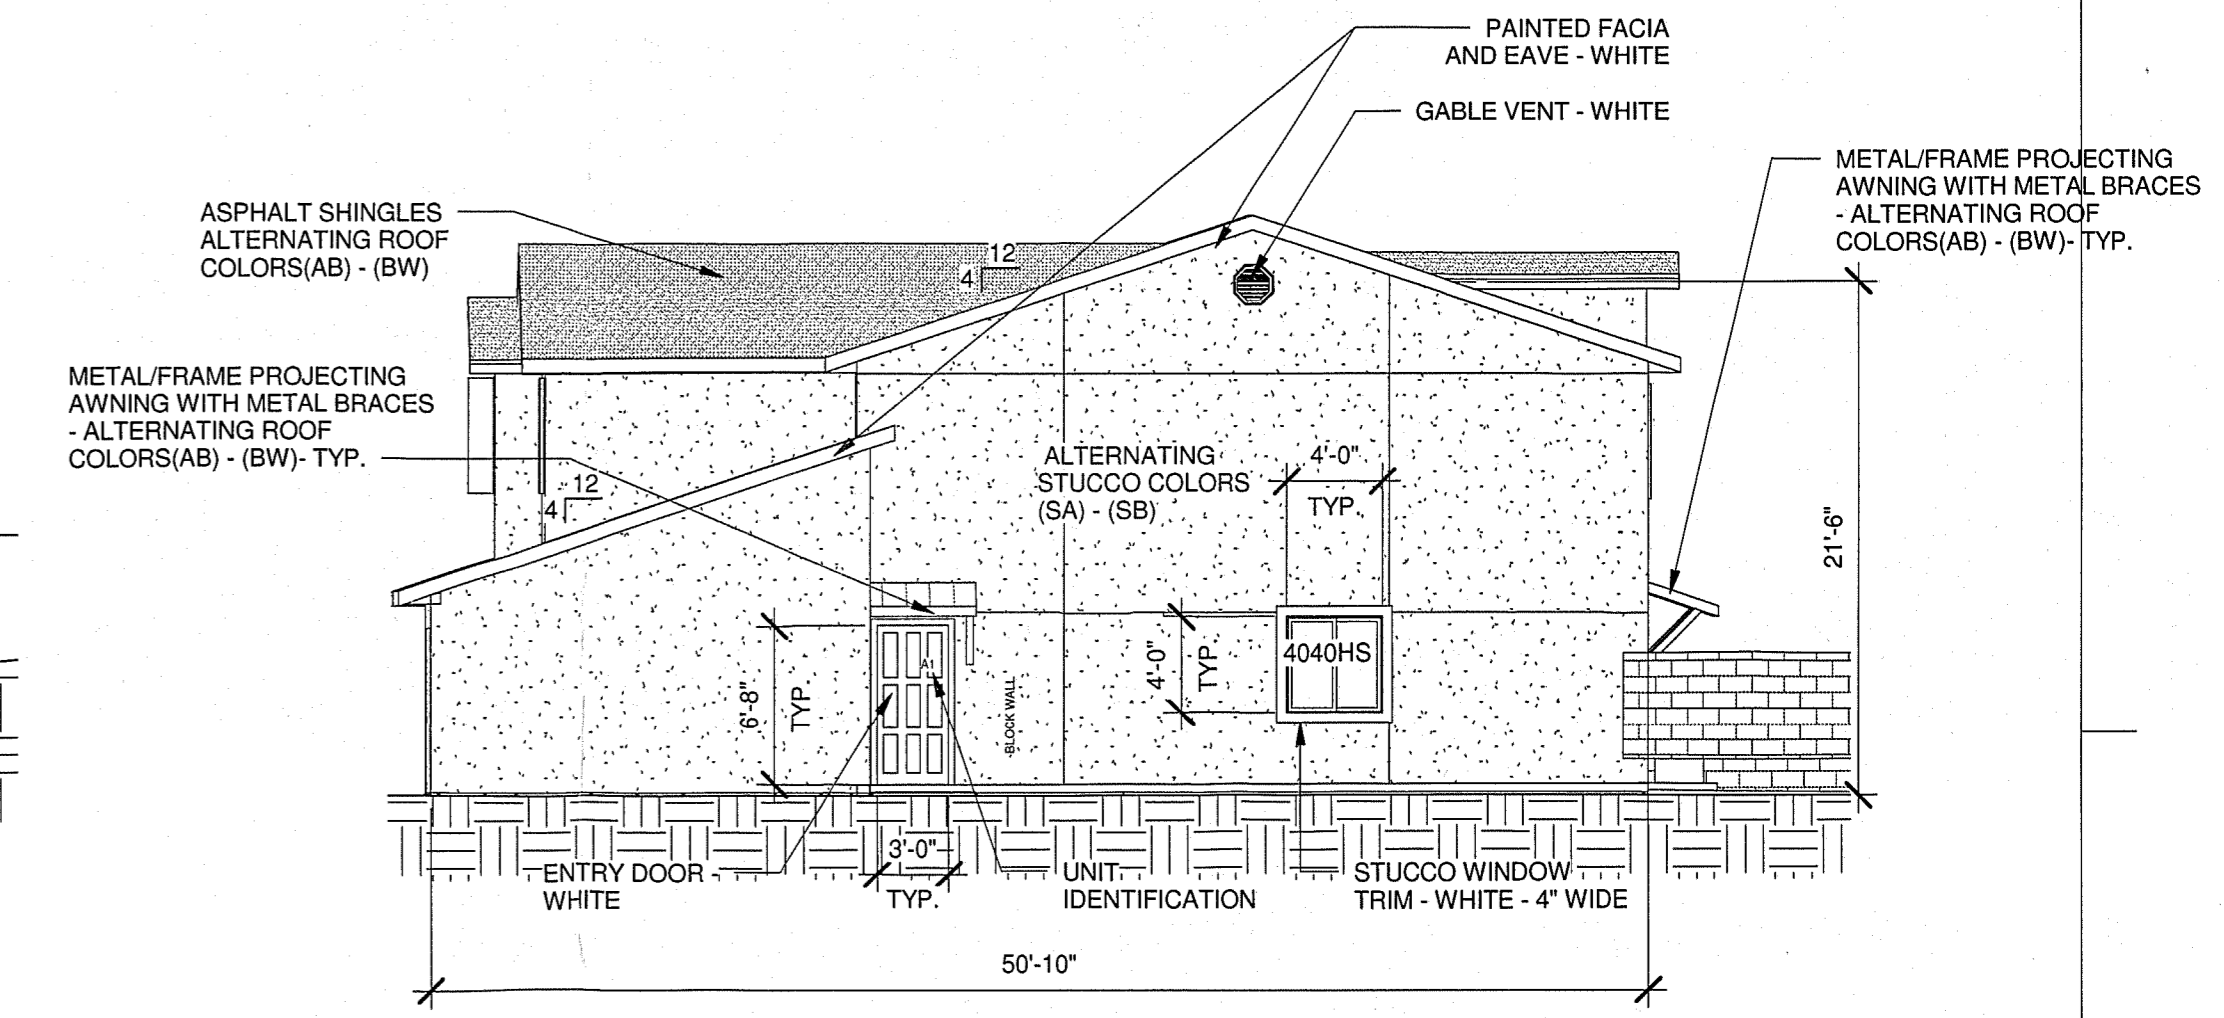 PAINTED FACIA
AND EAVE - WHITE
GABLE VENT - WHITE
METAL/FRAME PROJECTING
AWNING WITH METAL BRACES
- ALTERNATING ROOF
COLORS(AB) - (BW)- TYP.
ASPHALT SHINGLES
ALTERNATING ROOF
COLORS(AB) - (BW)
12
4
METAL/FRAME PROJECTING
AWNING WITH METAL BRACES
- ALTERNATING ROOF
COLORS(AB) - (BW)- TYP.
12
4
ALTERNATING
STUCCO COLORS
(SA) - (SB)
4'-0"
TYP.
21'-6"
6'-8"
TYP.
A1
BLOCK WALL
4'-0"
TYP.
4040HS
ENTRY DOOR -
WHITE
3'-0"
TYP.
UNIT
IDENTIFICATION
STUCCO WINDOW
TRIM - WHITE - 4" WIDE
50'-10"